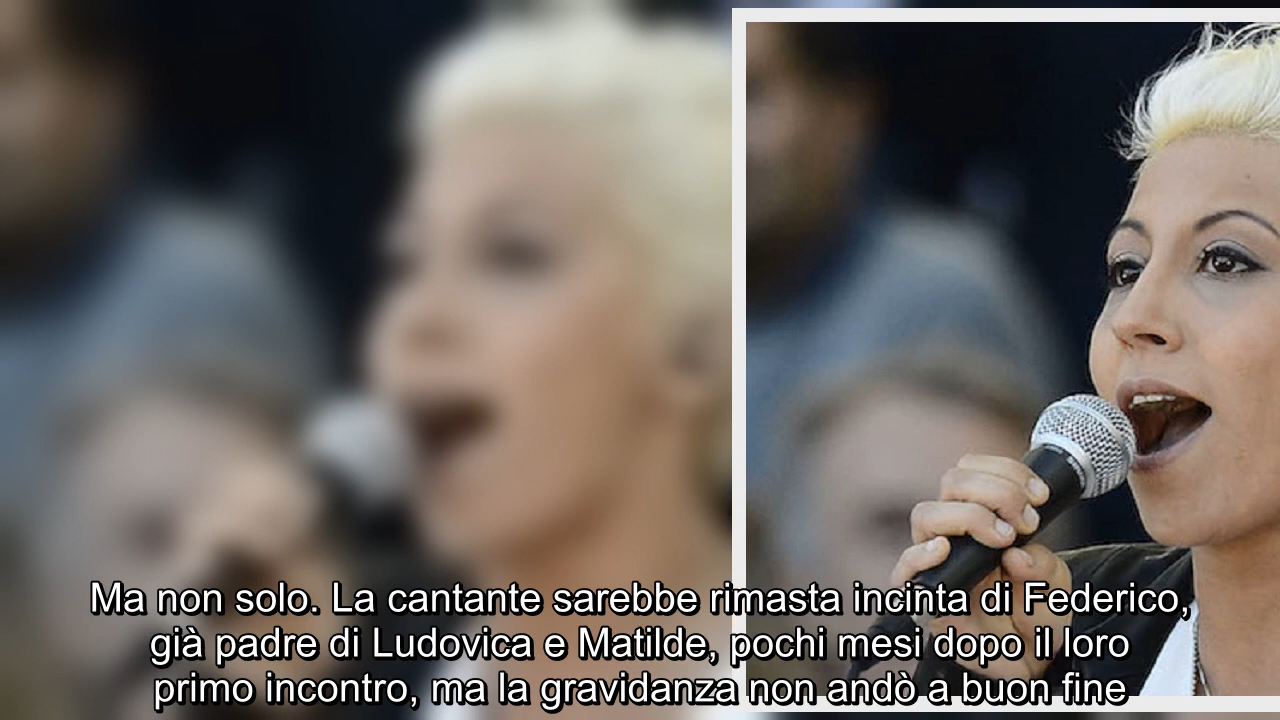 Ma non solo. La cantante sarebbe rimasta incinta di Federico,
già padre di Ludovica e Matilde, pochi mesi dopo il loro
primo incontro, ma la gravidanza non andò a buon fine